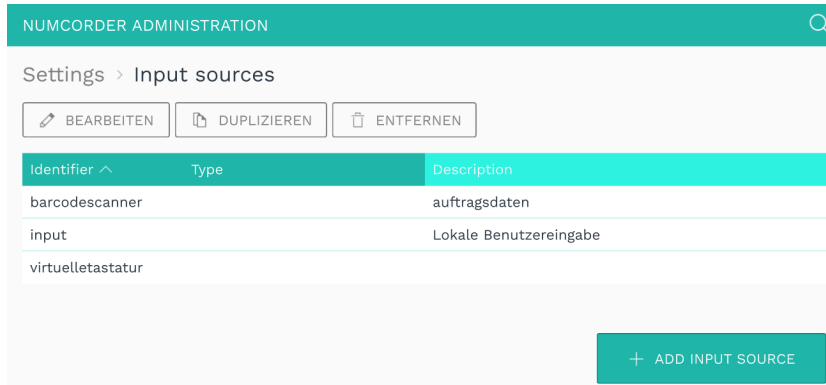 NUMCORDER ADMINISTRATION
Settings > Input sources
BEARBEITEN DUPLIZIEREN ENTFERNEN
Identifier Type Description
barcodescanner auftragsdaten
input Lokale Benutzereingabe
virtuelletastatur
+ ADD INPUT SOURCE